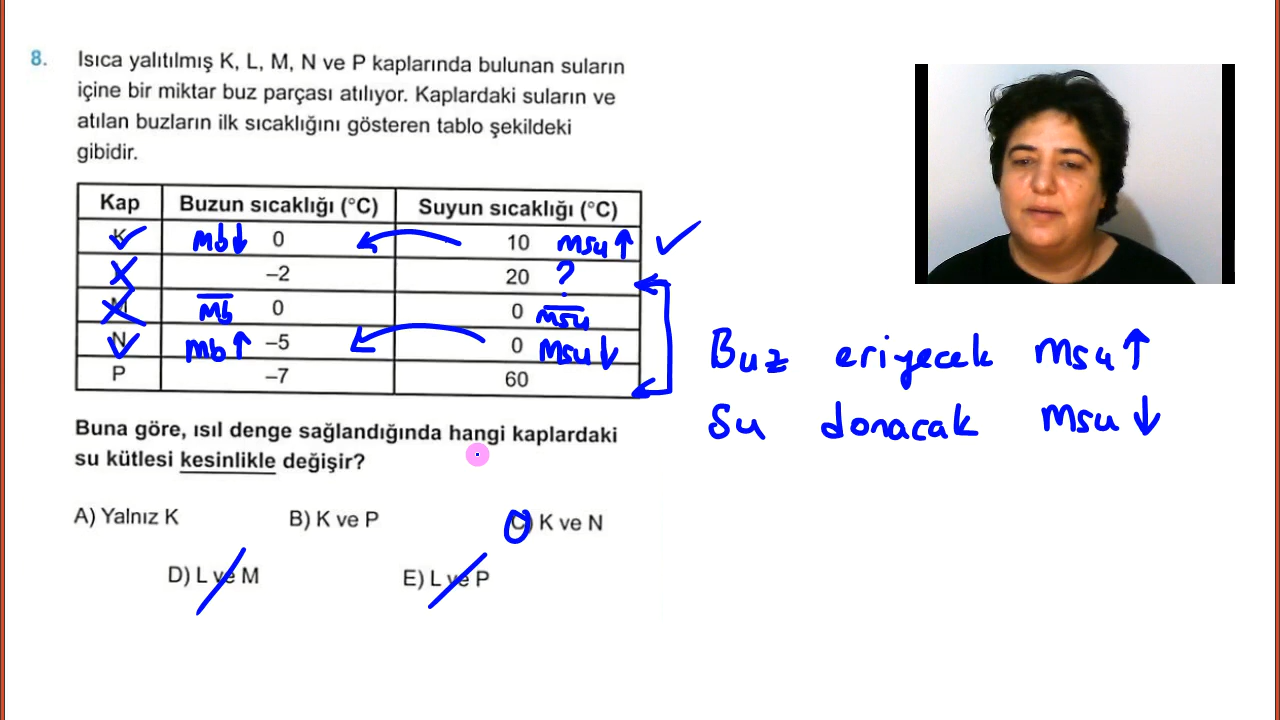 8. Isıca yalıtılmış K, L, M, N ve P kaplarında bulunan suların
içine bir miktar buz parçası atılıyor. Kaplardaki suların ve
atılan buzların ilk sıcaklığını gösteren tablo şekildeki
gibidir.
Kap Buzun sıcaklığı (°C) Suyun sıcaklığı (°C)
K mb↓ 0 10 msu↑ ✓
–2 20 ?
M mb 0 0 msu
N mb↑ –5 0 msu↓
P –7 60
Buz eriyecek msu↑
Su donacak msu↓
Buna göre, ısıl denge sağlandığında hangi kaplardaki
su kütlesi kesinlikle değişir?
A) Yalnız K B) K ve P C) K ve N
D) L ve M E) L ve P